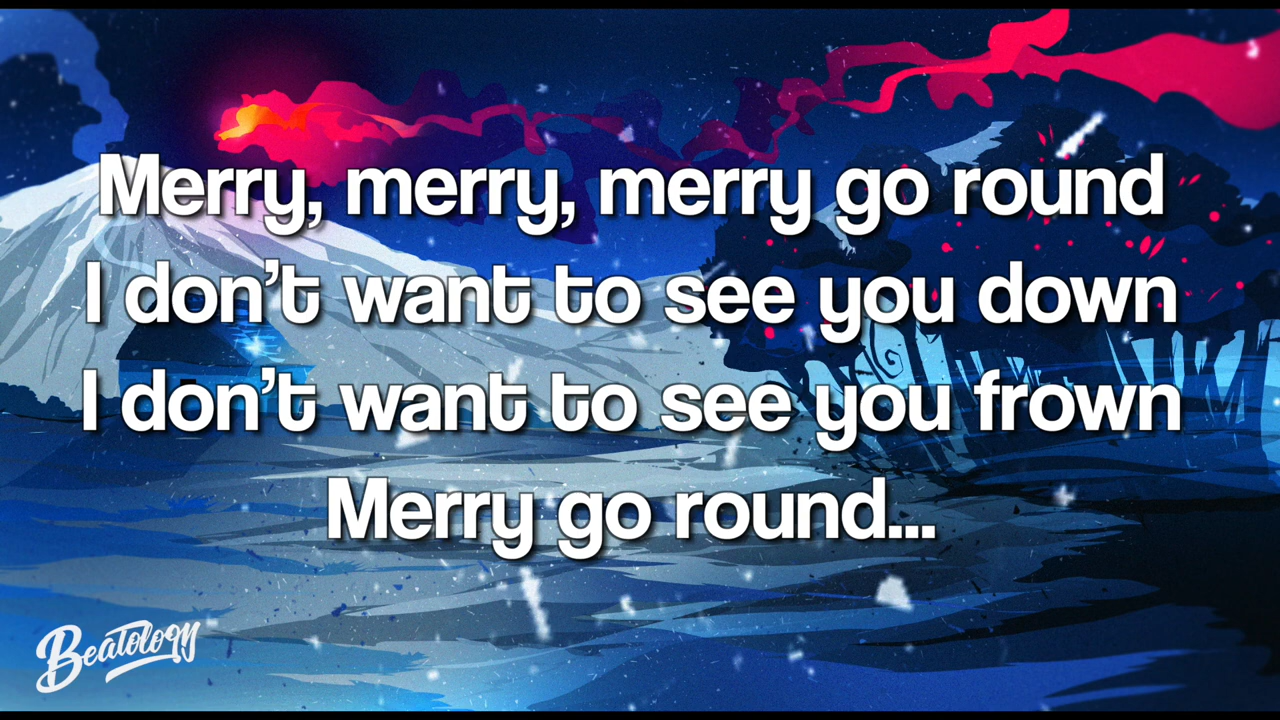 Merry, merry, merry go round
I don't want to see you down
I don't want to see you frown
Merry go round...
Beatology